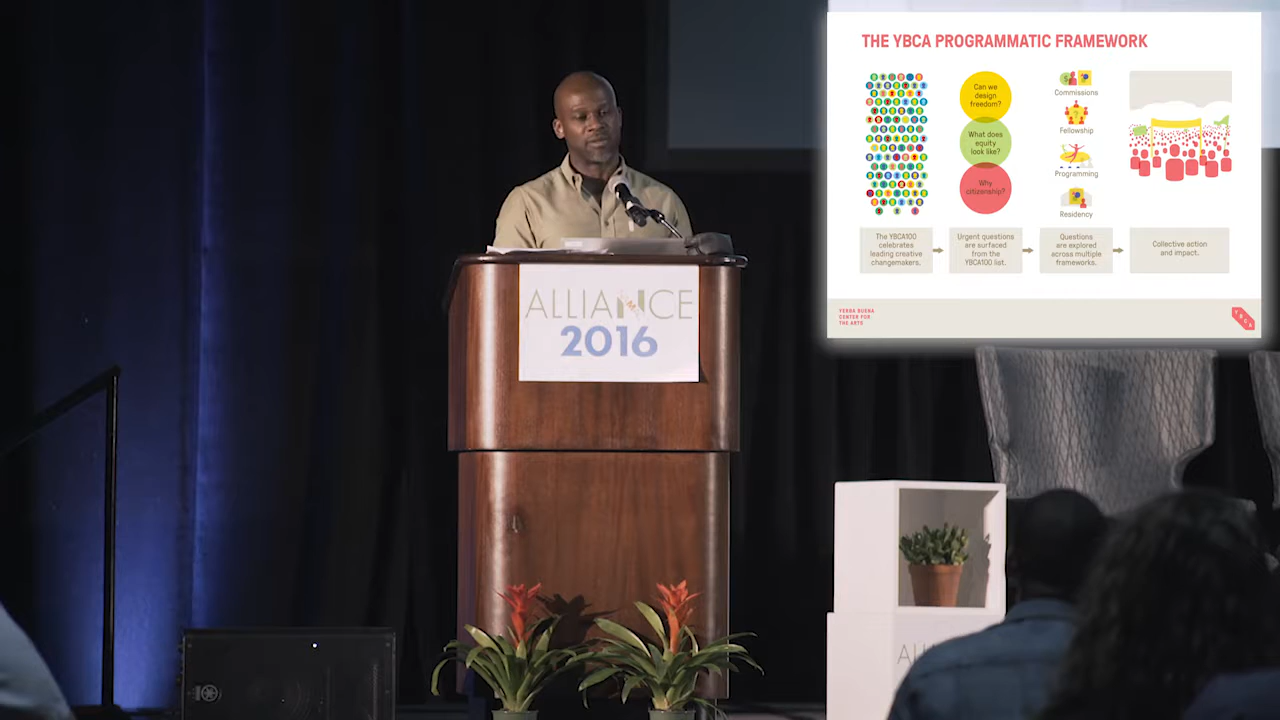 THE YBCA PROGRAMMATIC FRAMEWORK
Can we
design
freedom?
What does
equity
look like?
Why
citizenship?
Commissions
Fellowship
Programming
Residency
The YBCA100
celebrates
leading creative
changemakers.
Urgent questions
are surfaced
from the
YBCA100 list.
Questions
are explored
across multiple
frameworks.
Collective action
and impact.
YERBA BUENA
CENTER FOR
THE ARTS
YBCA
ALLIANCE
2016